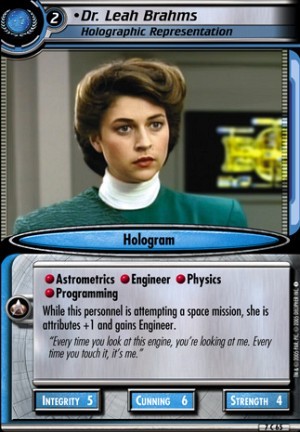 2 •Dr. Leah Brahms
Holographic Representation
Hologram
•Astrometrics •Engineer •Physics
•Programming
While this personnel is attempting a space mission, she is
attributes +1 and gains Engineer.
"Every time you look at this engine, you're looking at me. Every
time you touch it, it's me."
INTEGRITY 5 CUNNING 6 STRENGTH 4
7 C 65